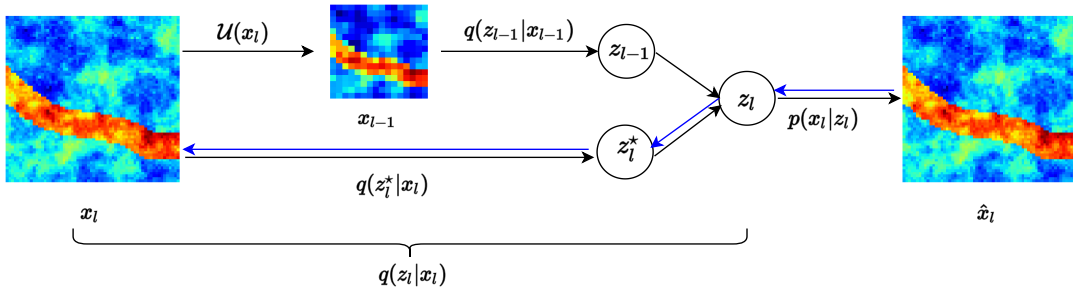 𝒰(x_l)
q(z_{l−1}|x_{l−1})
z_{l−1}
z_l
x_{l−1}
p(x_l|z_l)
z_l^⋆
q(z_l^⋆|x_l)
x_l
x̂_l
q(z_l|x_l)